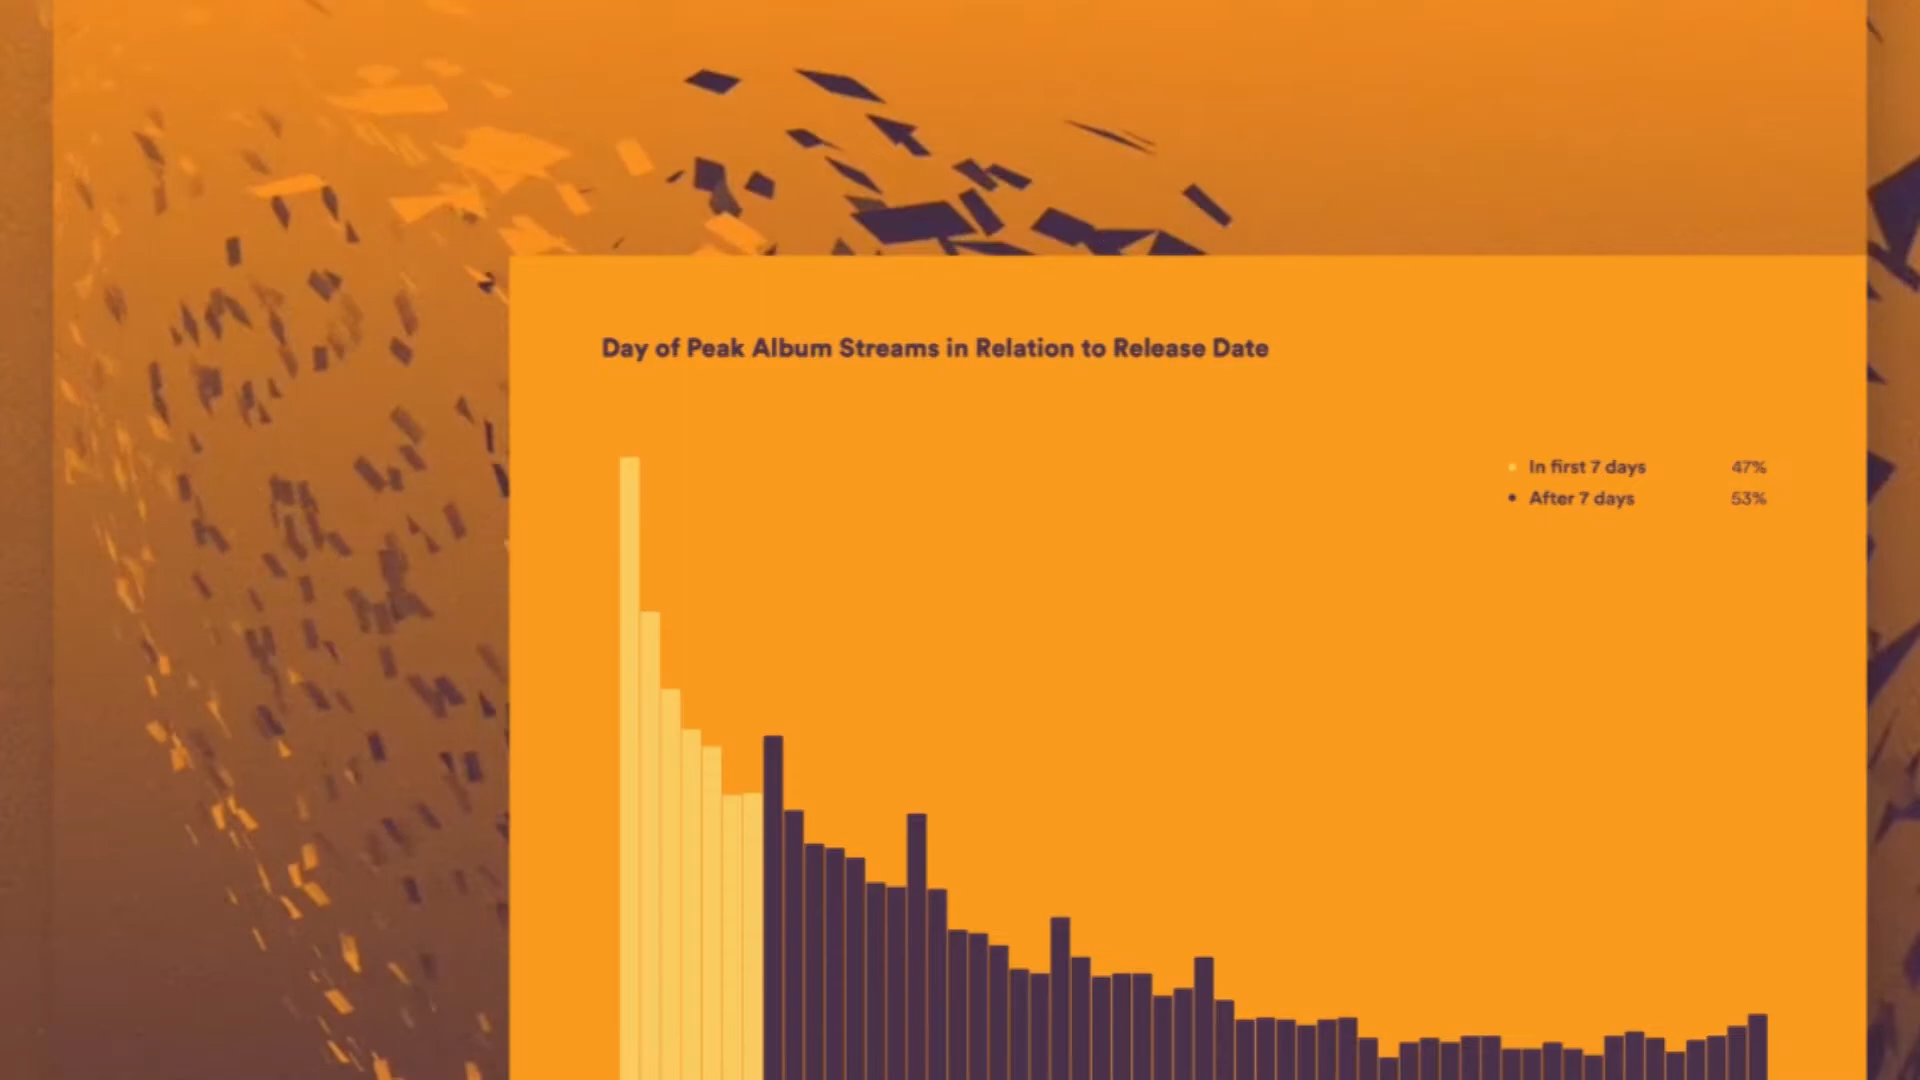 Day of Peak Album Streams in Relation to Release Date
In first 7 days 47%
After 7 days 53%